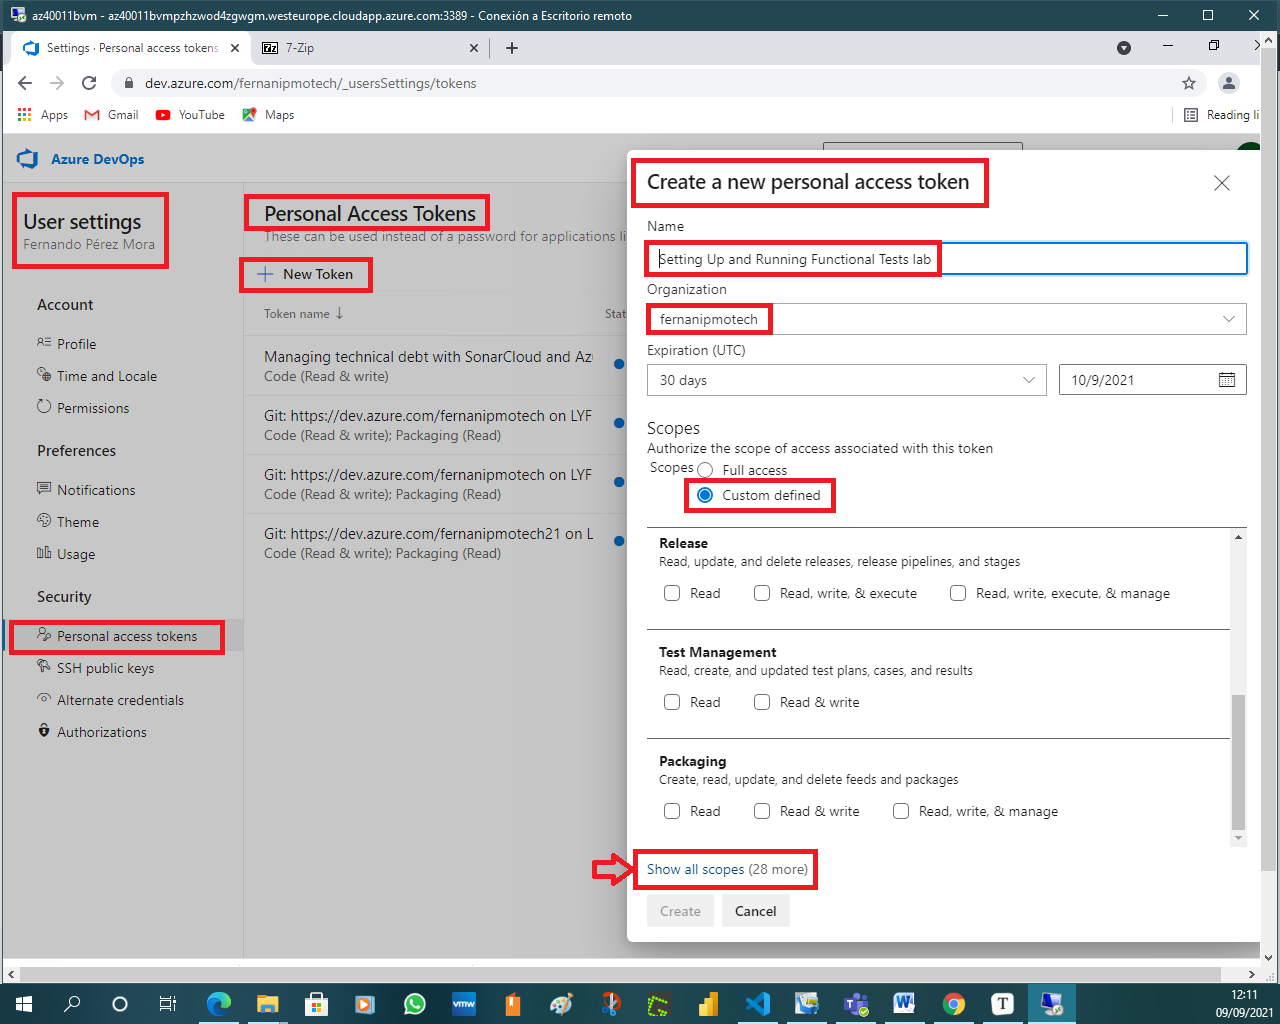 az40011bvm - az40011bvmpzhzwod4zgwgm.westeurope.cloudapp.azure.com:3389 - Conexión a Escritorio remoto
Settings · Personal access tokens
7z 7-Zip
dev.azure.com/fernanipmotech/_usersSettings/tokens
Apps Gmail YouTube Maps Reading li
Azure DevOps
User settings
Fernando Pérez Mora
Account
Profile
Time and Locale
Permissions
Preferences
Notifications
Theme
Usage
Security
Personal access tokens
SSH public keys
Alternate credentials
Authorizations
Personal Access Tokens
These can be used instead of a password for applications li
New Token
Token name Stat
Managing technical debt with SonarCloud and Azu
Code (Read & write)
Git: https://dev.azure.com/fernanipmotech on LYF
Code (Read & write); Packaging (Read)
Git: https://dev.azure.com/fernanipmotech on LYF
Code (Read & write); Packaging (Read)
Git: https://dev.azure.com/fernanipmotech21 on L
Code (Read & write); Packaging (Read)
Create a new personal access token
Name
Setting Up and Running Functional Tests lab
Organization
fernanipmotech
Expiration (UTC)
30 days 10/9/2021
Scopes
Authorize the scope of access associated with this token
Scopes Full access
Custom defined
Release
Read, update, and delete releases, release pipelines, and stages
Read Read, write, & execute Read, write, execute, & manage
Test Management
Read, create, and updated test plans, cases, and results
Read Read & write
Packaging
Create, read, update, and delete feeds and packages
Read Read & write Read, write, & manage
Show all scopes (28 more)
Create Cancel
vmw
12:11
09/09/2021